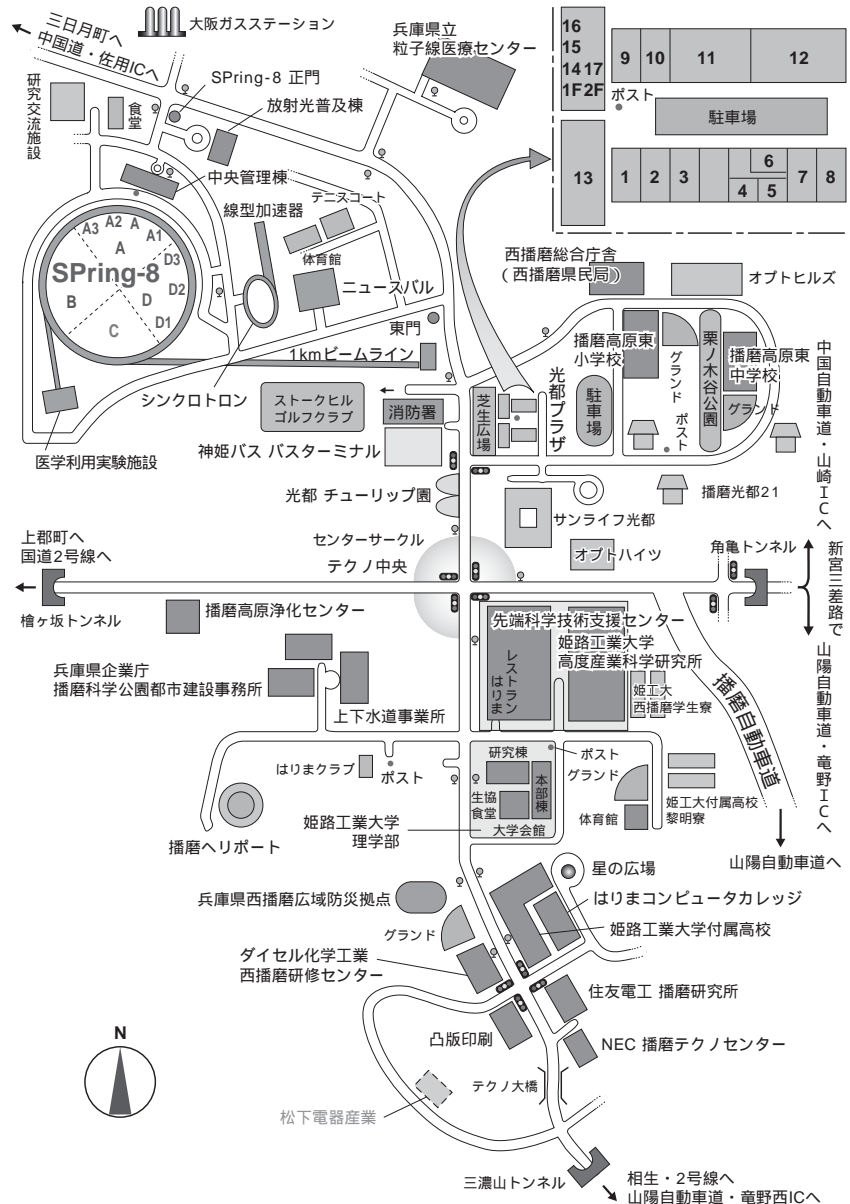 三日月町へ
中国道・佐用ICへ
大阪ガスステーション
兵庫県立
粒子線医療センター
SPring-8 正門
放射光普及棟
研究交流施設
食堂
中央管理棟
線型加速器
テニスコート
体育館
ニュースバル
東門
1kmビームライン
シンクロトロン
A3
A2
A
A1
A
D3
SPring-8
B
D
D2
D1
C
医学利用実験施設
16
15
14 17
1F 2F
9
10
11
12
ポスト
駐車場
13
1
2
3
6
4
5
7
8
西播磨総合庁舎
(西播磨県民局)
オプトヒルズ
播磨高原東
小学校
グランド
栗ノ木谷公園
播磨高原東
中学校
グランド
ポスト
駐車場
光都プラザ
芝生広場
ストークヒル
ゴルフクラブ
消防署
神姫バス バスターミナル
光都 チューリップ園
播磨光都21
サンライフ光都
オプトハイツ
センターサークル
テクノ中央
角亀トンネル
中国自動車道・山崎ICへ
新宮三差路で
山陽自動車道・竜野ICへ
上郡町へ
国道2号線へ
檜ヶ坂トンネル
播磨高原浄化センター
先端科学技術支援センター
姫路工業大学
高度産業科学研究所
レストラン
はりま
姫工大
西播磨学生寮
播磨自動車道
兵庫県企業庁
播磨科学公園都市建設事務所
上下水道事業所
はりまクラブ
ポスト
研究棟
本部棟
生協
食堂
大学会館
ポスト
グランド
体育館
姫工大付属高校
黎明寮
姫路工業大学
理学部
播磨ヘリポート
山陽自動車道へ
星の広場
はりまコンピュータカレッジ
姫路工業大学付属高校
兵庫県西播磨広域防災拠点
グランド
ダイセル化学工業
西播磨研修センター
住友電工 播磨研究所
凸版印刷
NEC 播磨テクノセンター
テクノ大橋
松下電器産業
N
三濃山トンネル
相生・2号線へ
山陽自動車道・竜野西ICへ